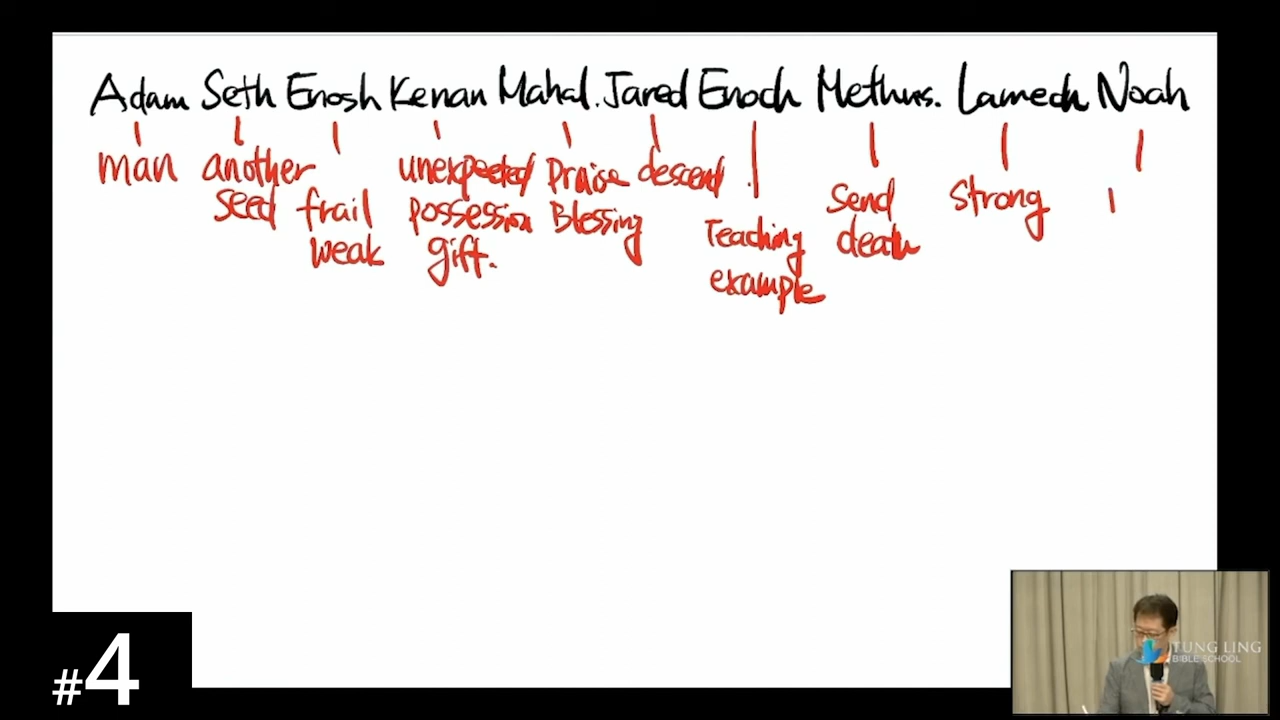 Adam Seth Enosh Kenan Mahal. Jared Enoch Methus. Lamech Noah
man another unexpected Praise descend
seed frail possession Blessing Send strong
weak gift. Teaching death
example
#4
TUNG LING
BIBLE SCHOOL